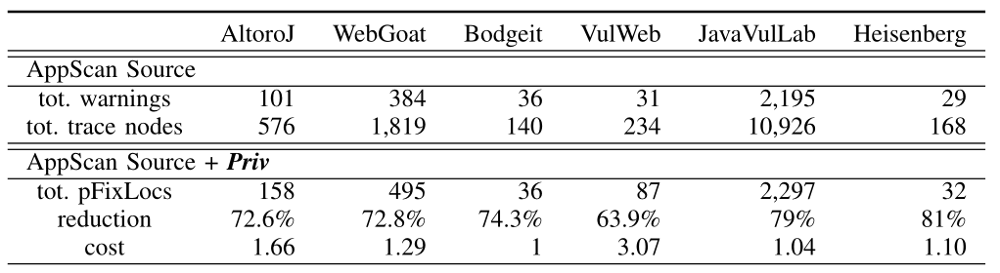 AltoroJ WebGoat Bodgeit VulWeb JavaVulLab Heisenberg
AppScan Source
tot. warnings 101 384 36 31 2,195 29
tot. trace nodes 576 1,819 140 234 10,926 168
AppScan Source + Priv
tot. pFixLocs 158 495 36 87 2,297 32
reduction 72.6% 72.8% 74.3% 63.9% 79% 81%
cost 1.66 1.29 1 3.07 1.04 1.10